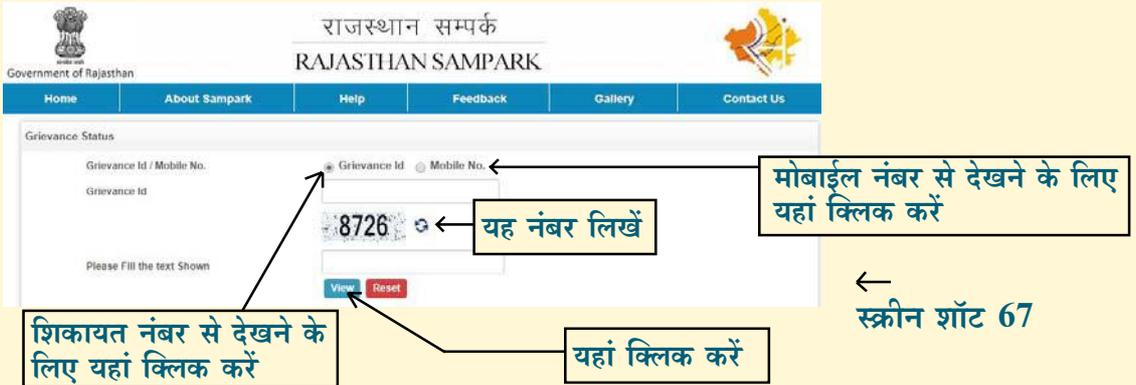 राजस्थान सम्पर्क
RAJASTHAN SAMPARK
Government of Rajasthan
Home About Sampark Help Feedback Gallery Contact Us
Grievance Status
Grievance Id / Mobile No. Grievance Id Mobile No.
Grievance Id
मोबाईल नंबर से देखने के लिए
यहां क्लिक करें
8726
यह नंबर लिखें
Please Fill the text Shown
View Reset
स्क्रीन शॉट 67
शिकायत नंबर से देखने के
लिए यहां क्लिक करें
यहां क्लिक करें